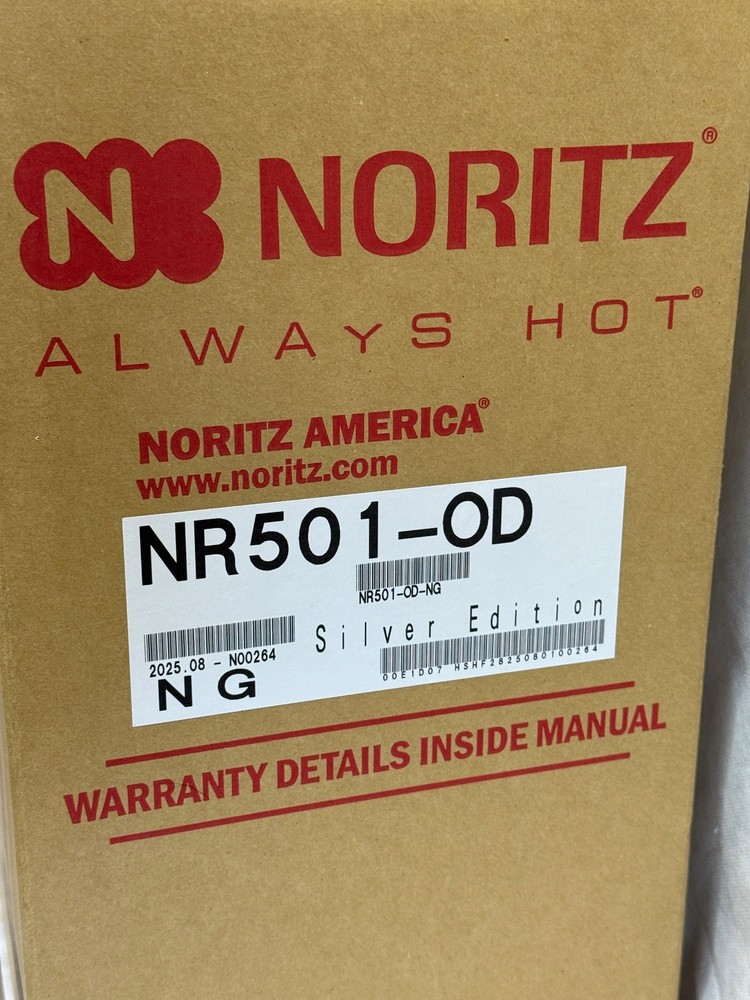 N NORITZ®
ALWAYS HOT®
NORITZ AMERICA®
www.noritz.com
NR501-OD
NR501-OD-NG
Silver Edition
2025.08 - N00264
00E1D07 HSHF2825080100264
NG
WARRANTY DETAILS INSIDE MANUAL